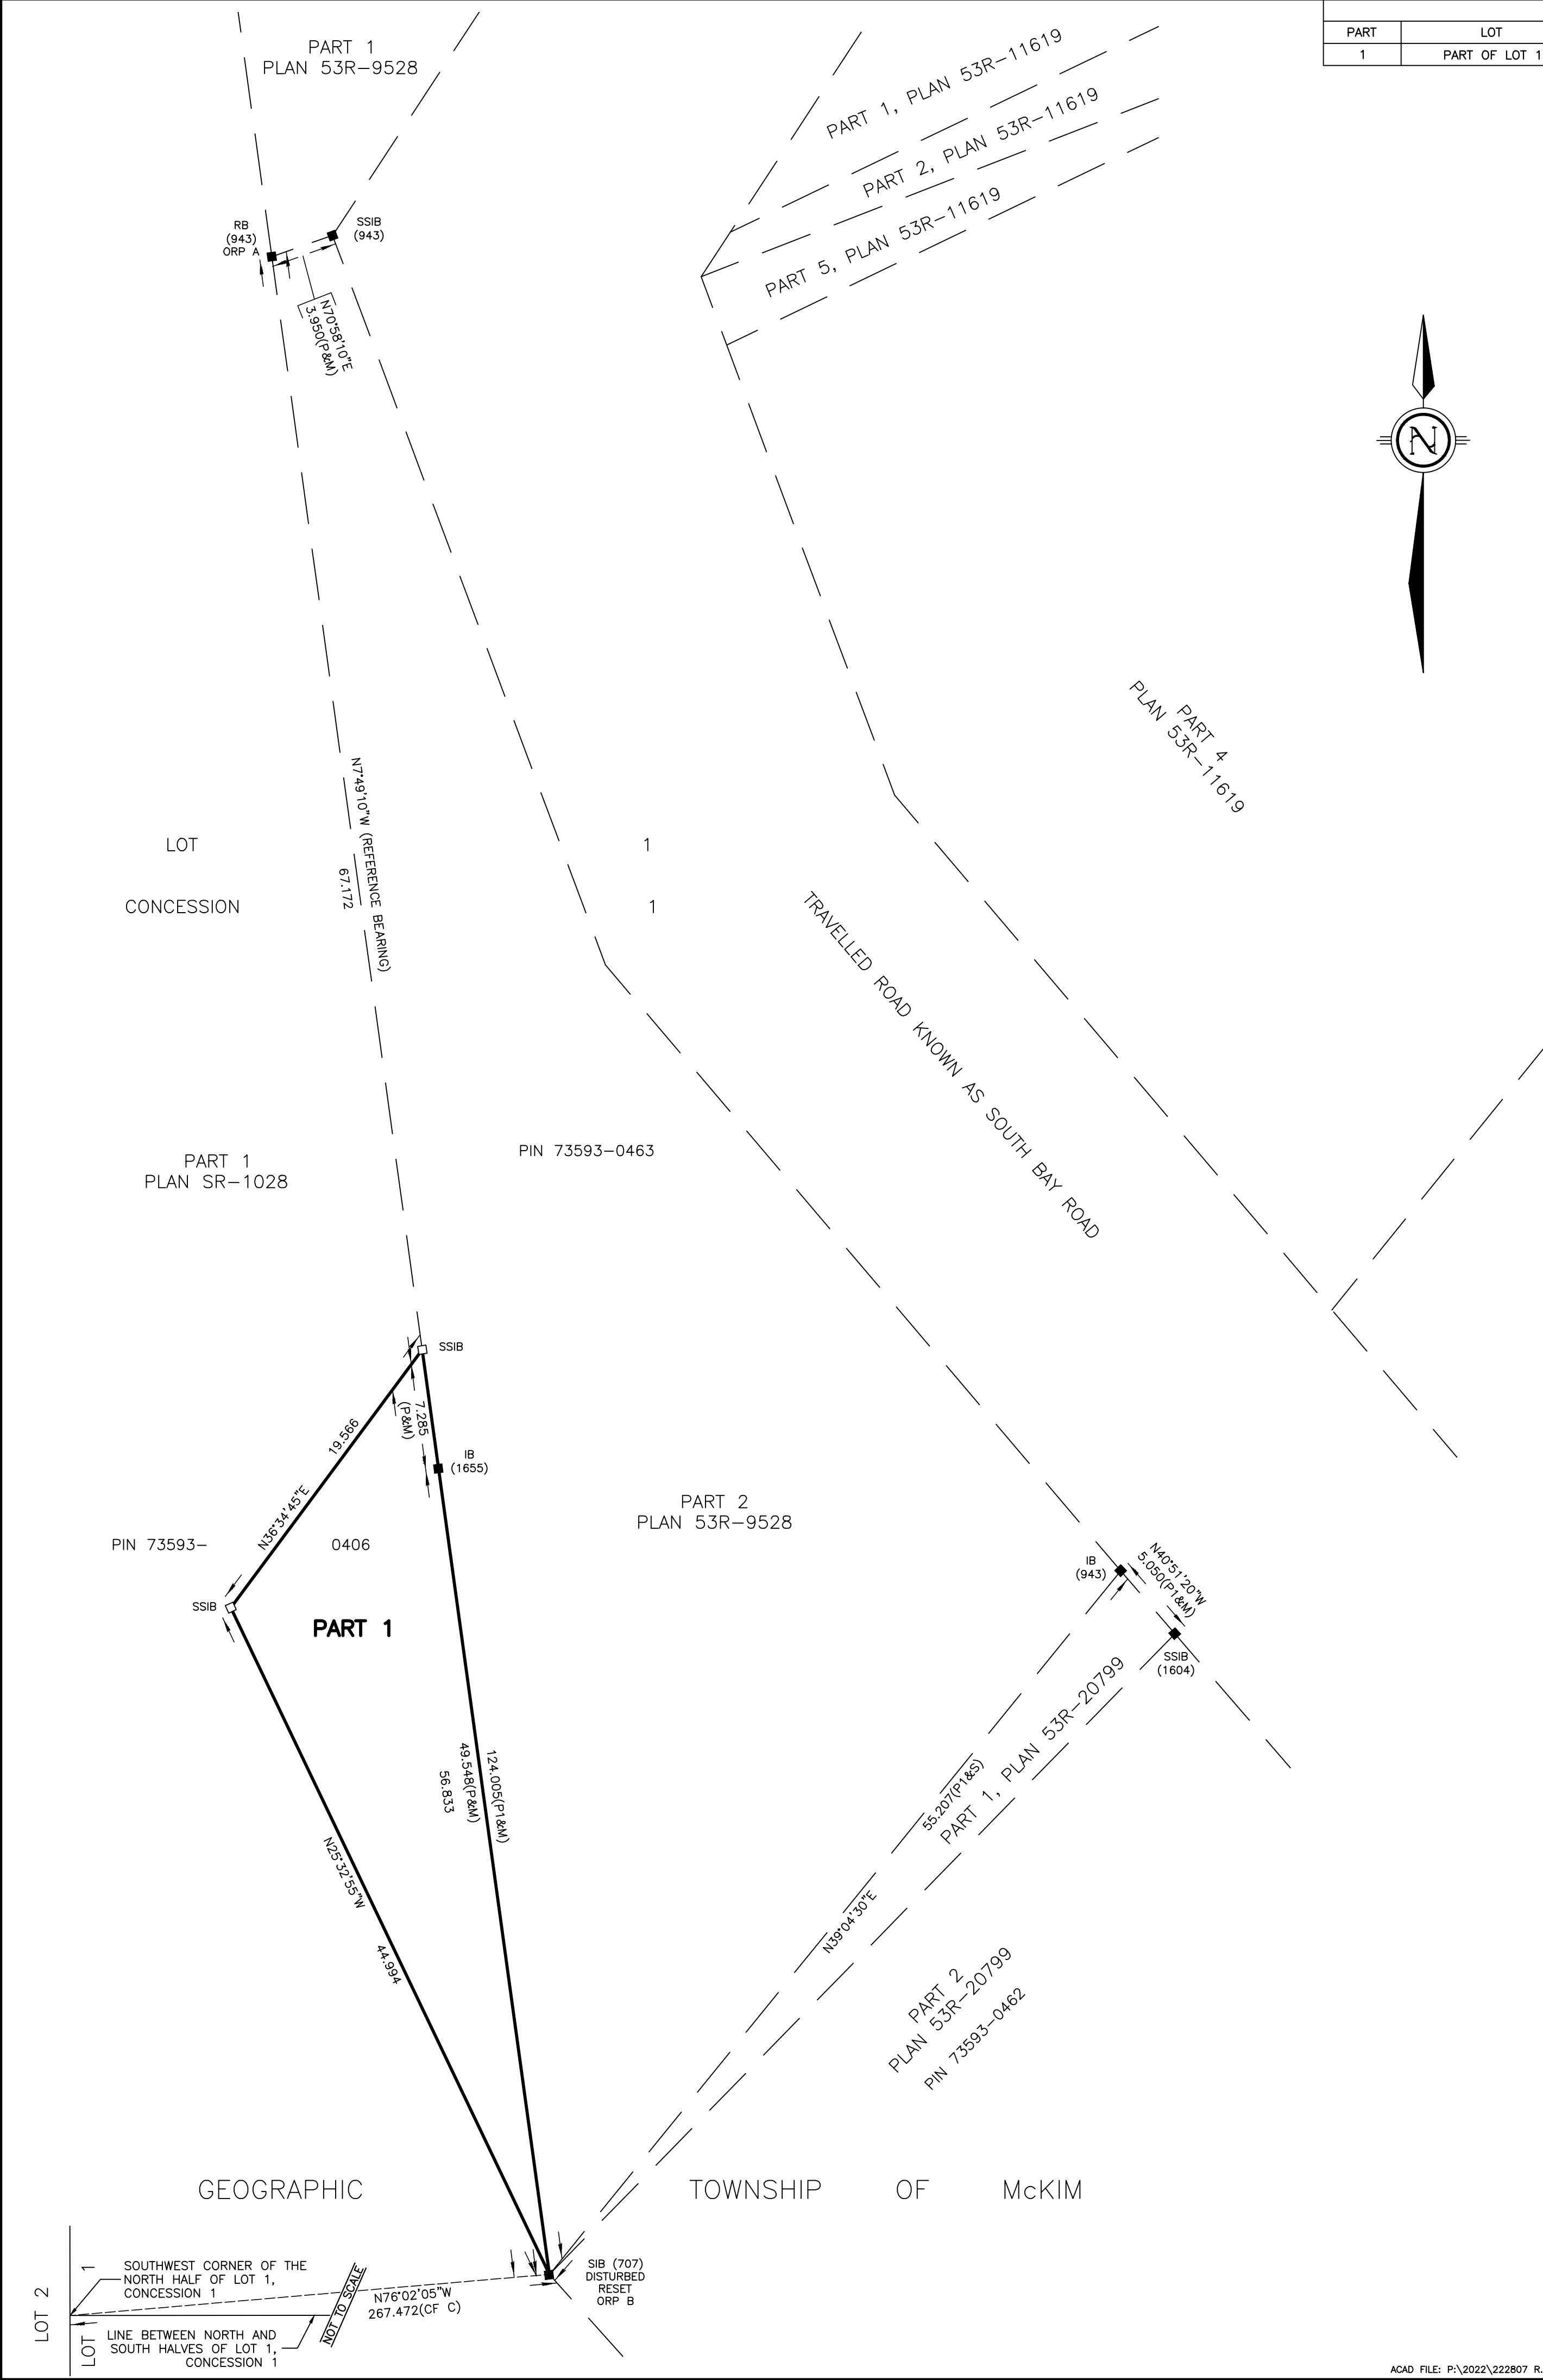 PART
LOT
1
PART OF LOT 1
PART 1
PLAN 53R-9528
PART 1, PLAN 53R-11619
PART 2, PLAN 53R-11619
PART 5, PLAN 53R-11619
RB
(943)
ORP A
SSIB
(943)
N70°58'10"E
3.950(P&M)
N
PART 4
PLAN 53R-11619
N7°49'10"W (REFERENCE BEARING)
67.172
LOT 1
CONCESSION 1
TRAVELLED ROAD KNOWN AS SOUTH BAY ROAD
PIN 73593-0463
PART 1
PLAN SR-1028
SSIB
7.285
(P&M)
19.566
N36°34'45"E
IB
(1655)
PART 2
PLAN 53R-9528
PIN 73593- 0406
IB
(943)
N40°51'20"W
5.050(P1&M)
SSIB
PART 1
SSIB
(1604)
PART 1, PLAN 53R-20799
55.207(P1&S)
N39°04'30"E
124.005(P1&M)
49.548(P&M)
56.833
N25°32'55"W
44.994
PART 2
PLAN 53R-20799
PIN 73593-0462
GEOGRAPHIC TOWNSHIP OF McKIM
SIB (707)
DISTURBED
RESET
ORP B
SOUTHWEST CORNER OF THE
NORTH HALF OF LOT 1,
CONCESSION 1
N76°02'05"W
267.472(CF C)
NOT TO SCALE
LOT 2
LOT 1
LINE BETWEEN NORTH AND
SOUTH HALVES OF LOT 1,
CONCESSION 1
ACAD FILE: P:\2022\222807 R.